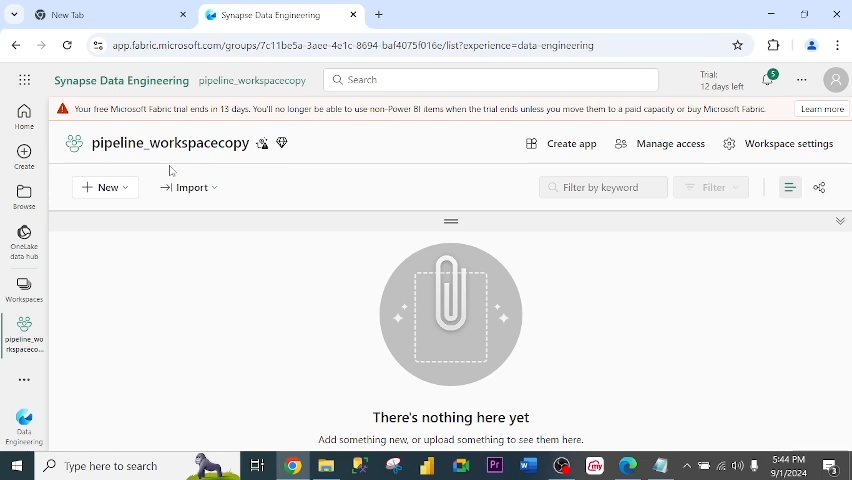 New Tab
Synapse Data Engineering
app.fabric.microsoft.com/groups/7c11be5a-3aee-4e1c-8694-baf4075f016e/list?experience=data-engineering
Synapse Data Engineering pipeline_workspacecopy
Search
Trial:
12 days left
5
Your free Microsoft Fabric trial ends in 13 days. You'll no longer be able to use non-Power BI items when the trial ends unless you move them to a paid capacity or buy Microsoft Fabric.
Learn more
Home
pipeline_workspacecopy
Create app
Manage access
Workspace settings
Create
New
Import
Filter by keyword
Filter
Browse
OneLake
data hub
Workspaces
pipeline_wo
rkspaceco...
There's nothing here yet
Add something new, or upload something to see them here.
Data
Engineering
Type here to search
Pr
W
my
5:44 PM
9/1/2024
3